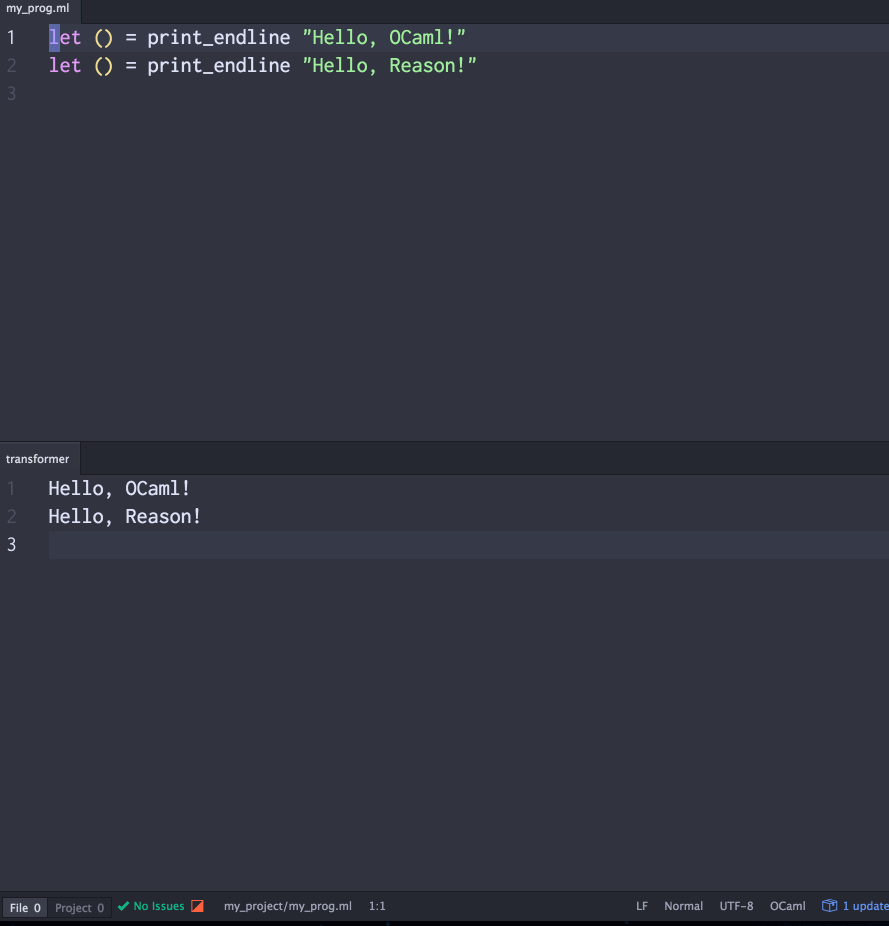 my_prog.ml
1 let () = print_endline "Hello, OCaml!"
2 let () = print_endline "Hello, Reason!"
3
transformer
1 Hello, OCaml!
2 Hello, Reason!
3
File 0 Project 0 No Issues my_project/my_prog.ml 1:1 LF Normal UTF-8 OCaml 1 update